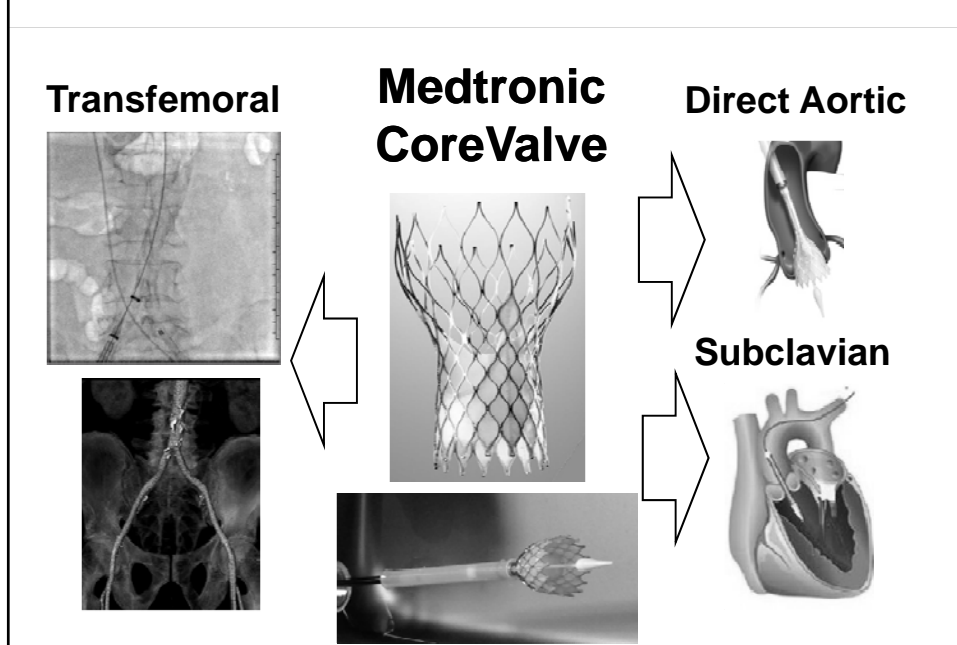 Transfemoral
Medtronic
CoreValve
Direct Aortic
Subclavian